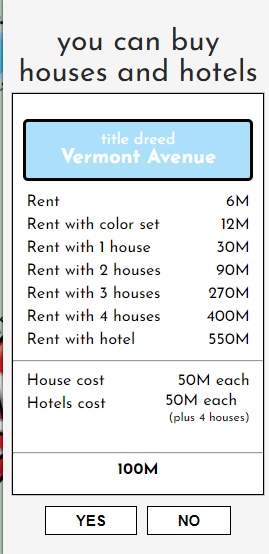 you can buy
houses and hotels
title dreed
Vermont Avenue
Rent 6M
Rent with color set 12M
Rent with 1 house 30M
Rent with 2 houses 90M
Rent with 3 houses 270M
Rent with 4 houses 400M
Rent with hotel 550M
House cost 50M each
Hotels cost 50M each
(plus 4 houses)
100M
YES NO